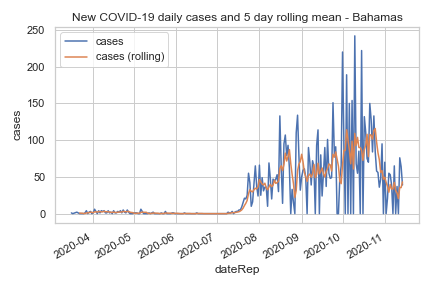 New COVID-19 daily cases and 5 day rolling mean - Bahamas
cases
cases (rolling)
250
200
150
100
50
0
cases
2020-04
2020-05
2020-06
2020-07
2020-08
2020-09
2020-10
2020-11
dateRep